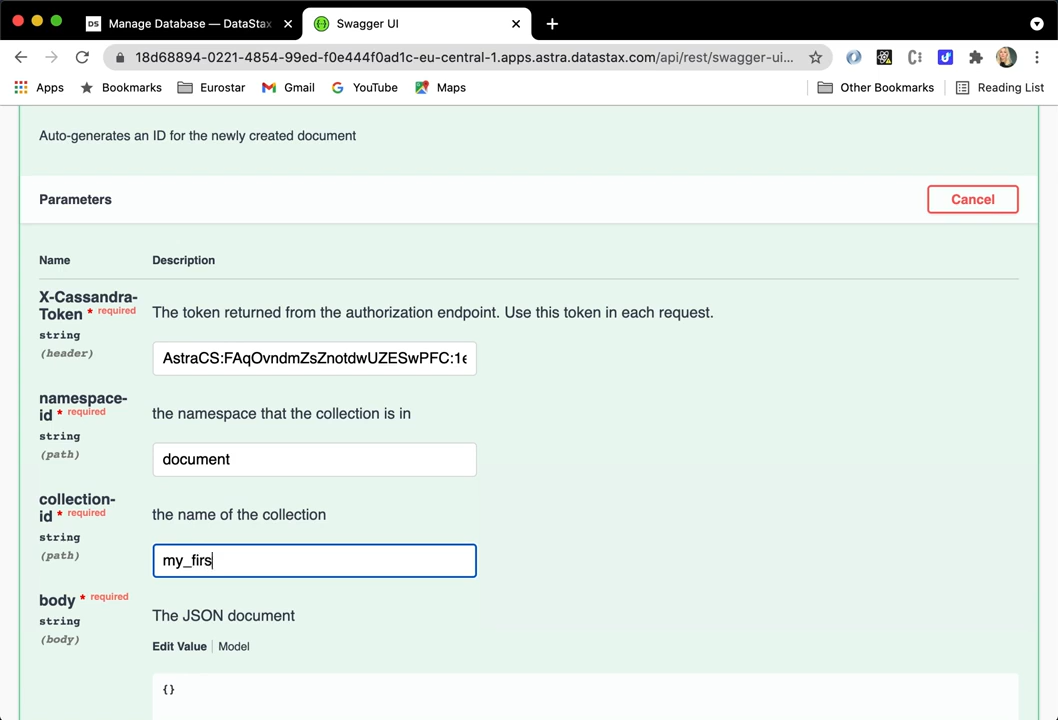 DS Manage Database — DataStax
Swagger UI
18d68894-0221-4854-99ed-f0e444f0ad1c-eu-central-1.apps.astra.datastax.com/api/rest/swagger-ui...
Apps Bookmarks Eurostar Gmail YouTube Maps Other Bookmarks Reading List
Auto-generates an ID for the newly created document
Parameters
Cancel
Name Description
X-Cassandra-
Token * required
string
(header)
The token returned from the authorization endpoint. Use this token in each request.
AstraCS:FAqOvndmZsZnotdwUZESwPFC:1e
namespace-
id * required
string
(path)
the namespace that the collection is in
document
collection-
id * required
string
(path)
the name of the collection
my_firs
body * required
string
(body)
The JSON document
Edit Value Model
{}